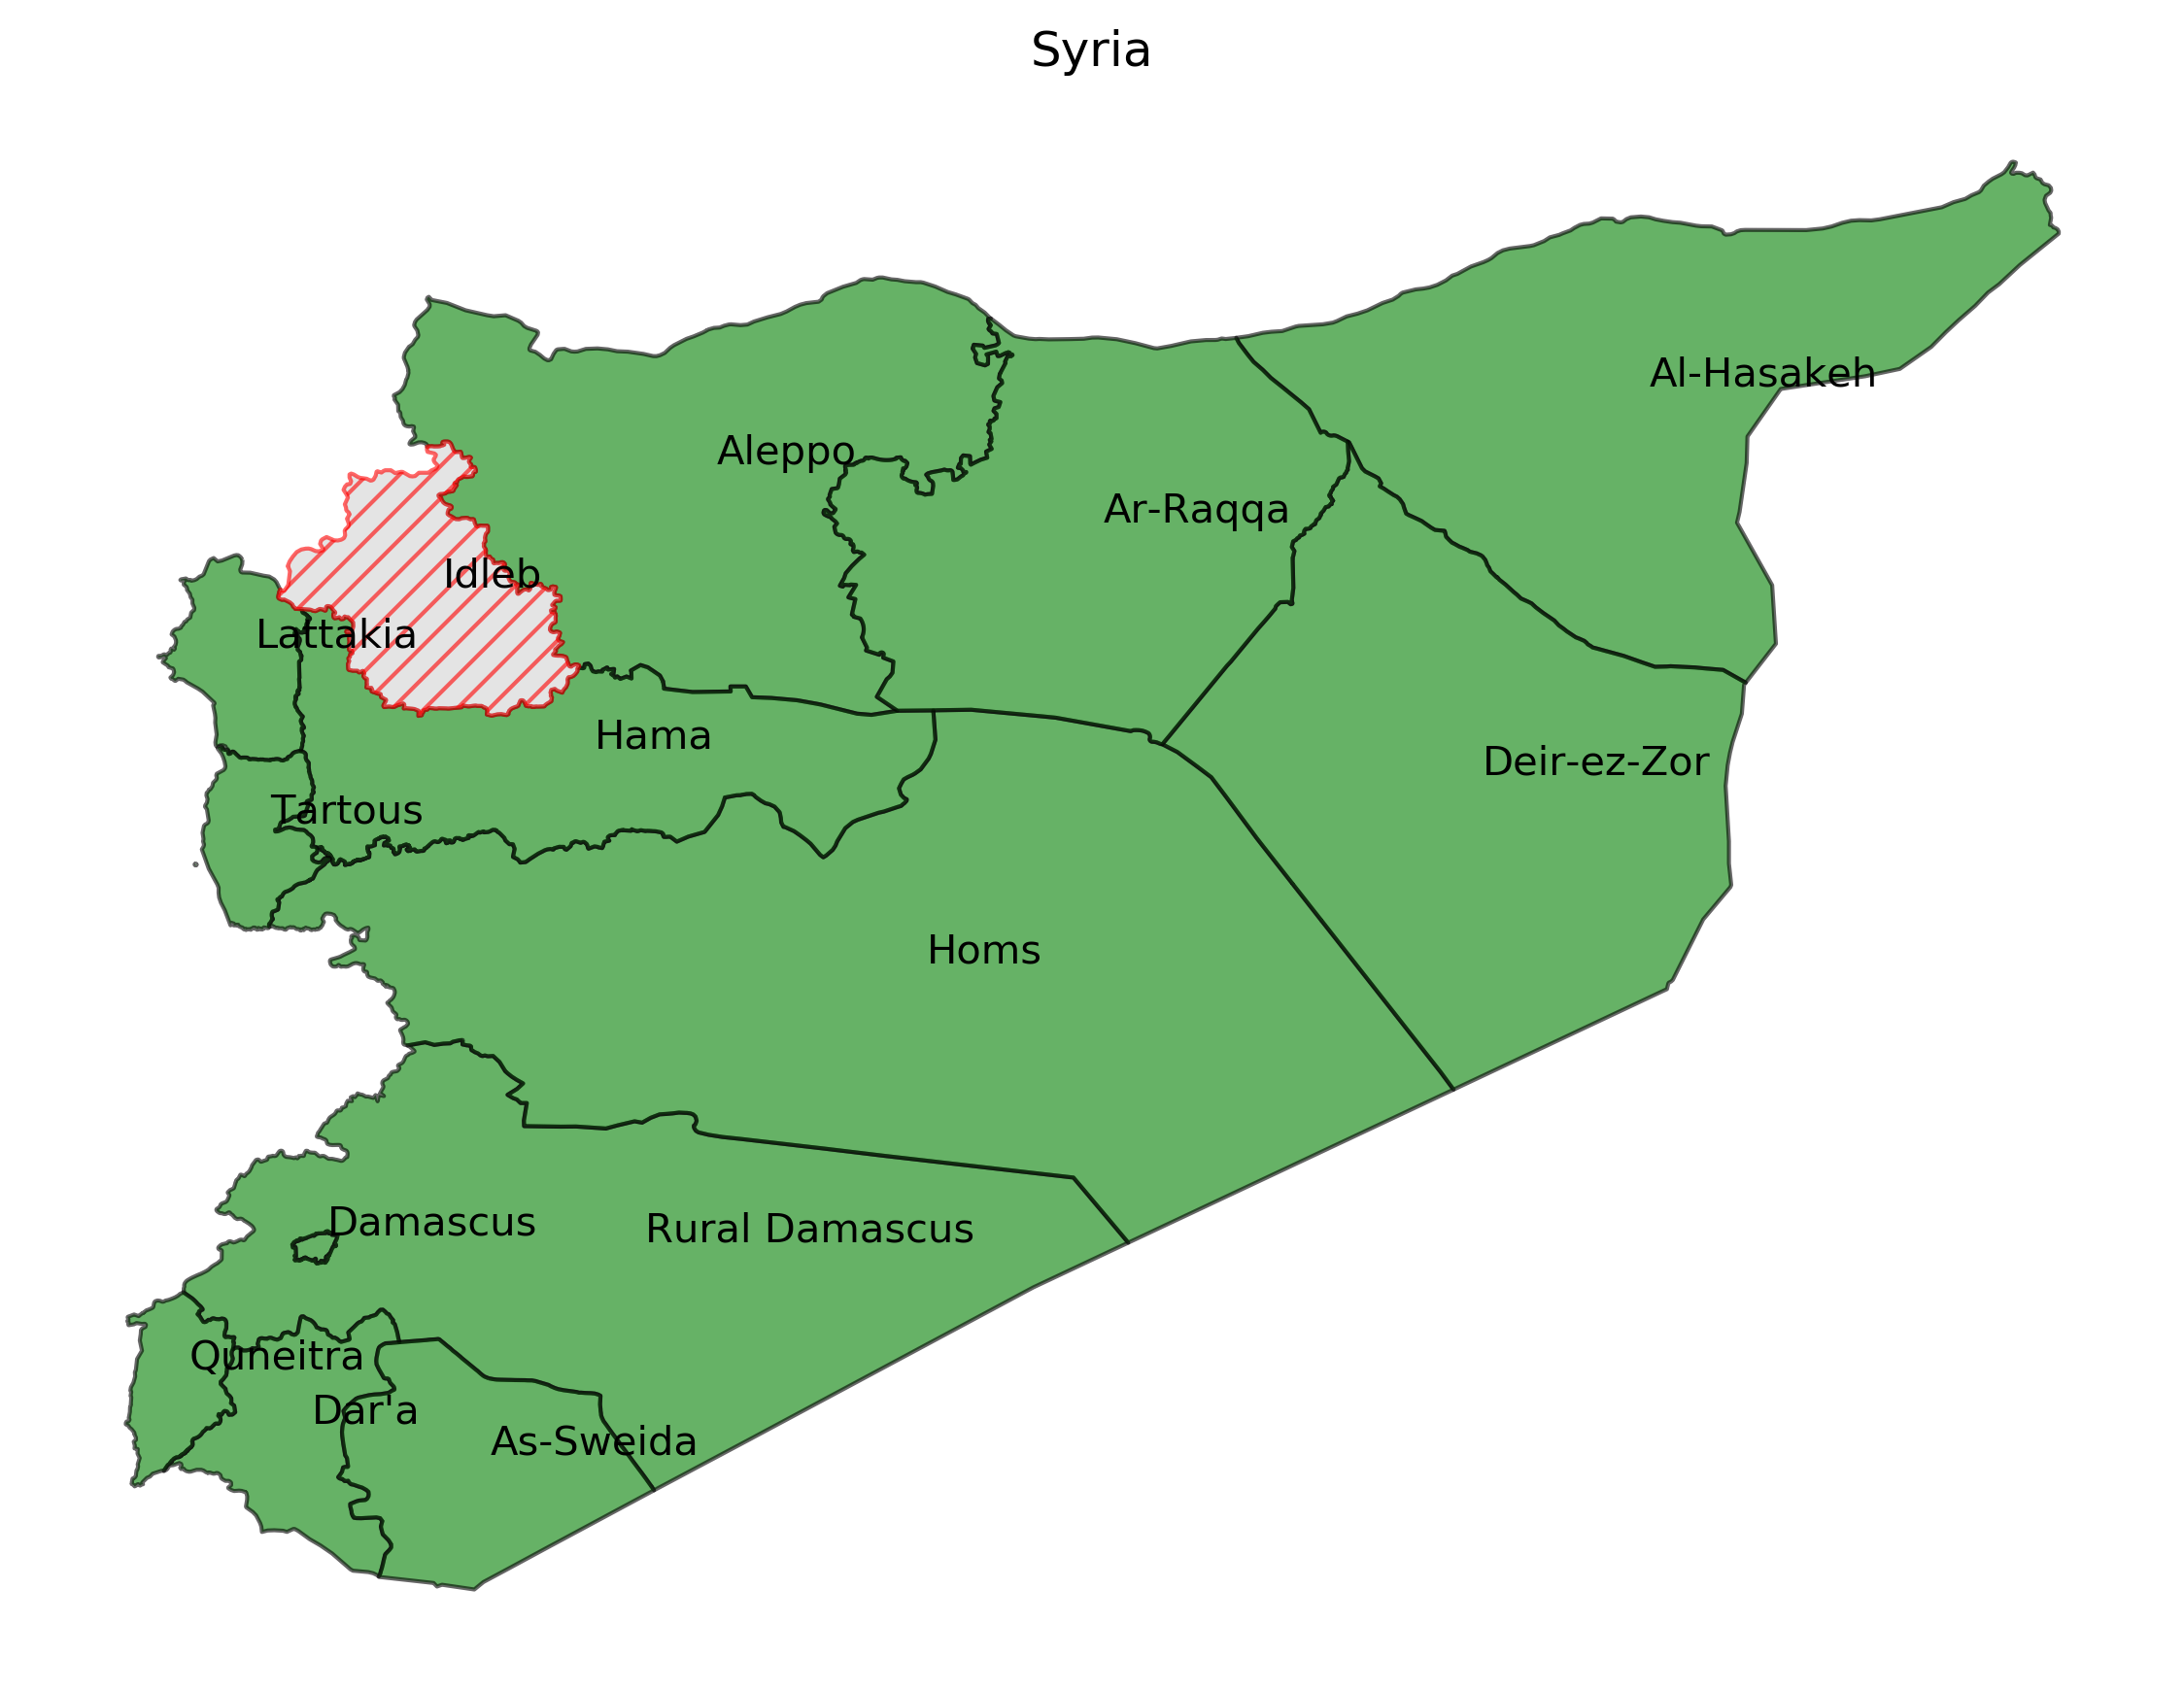 Syria
Al-Hasakeh
Aleppo
Ar-Raqqa
Idleb
Lattakia
Hama
Deir-ez-Zor
Tartous
Homs
Damascus
Rural Damascus
Quneitra
Dar'a
As-Sweida